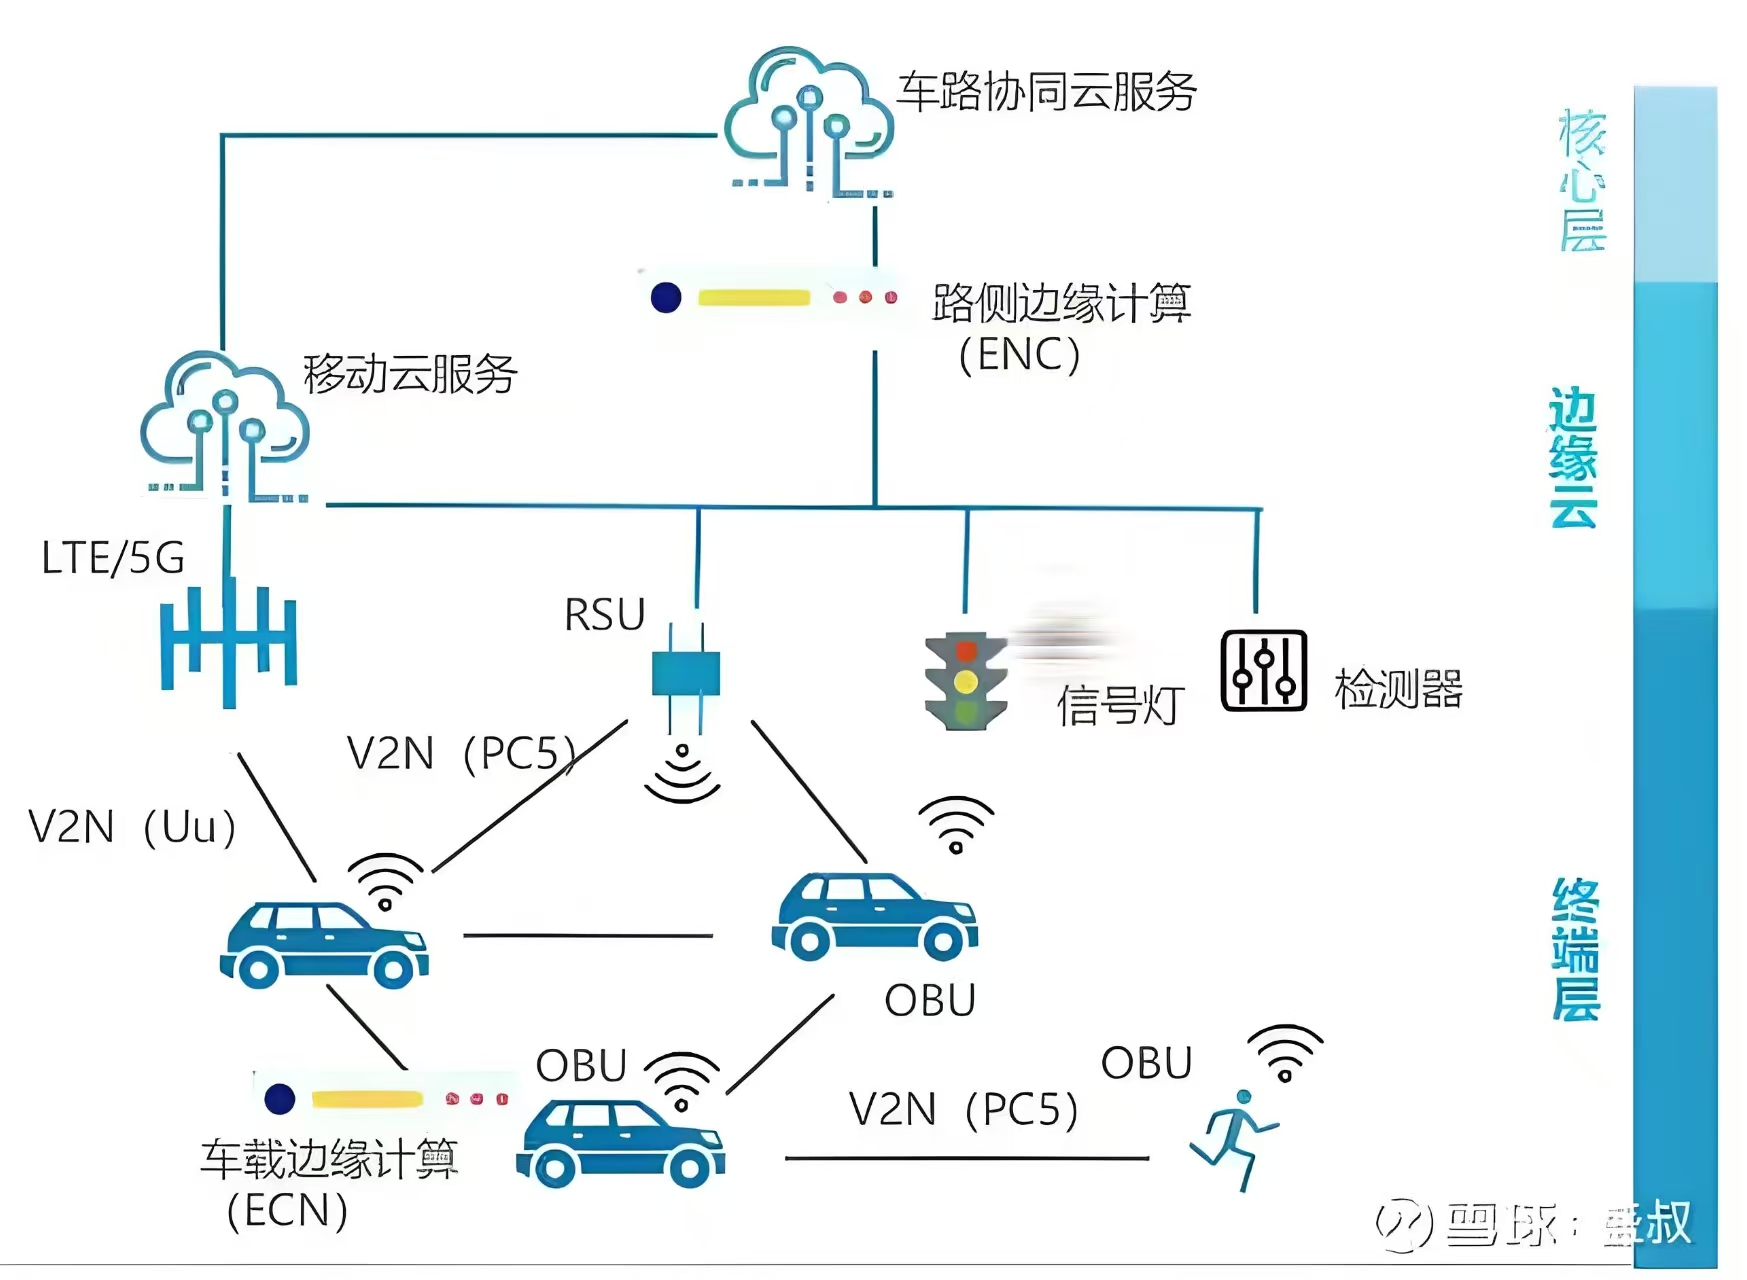 车路协同云服务
核心层
路侧边缘计算
（ENC）
移动云服务
边缘云
LTE/5G
RSU
信号灯
检测器
V2N（PC5）
V2N（Uu）
终端层
OBU
OBU
OBU
V2N（PC5）
车载边缘计算
（ECN）
雪球：
叔